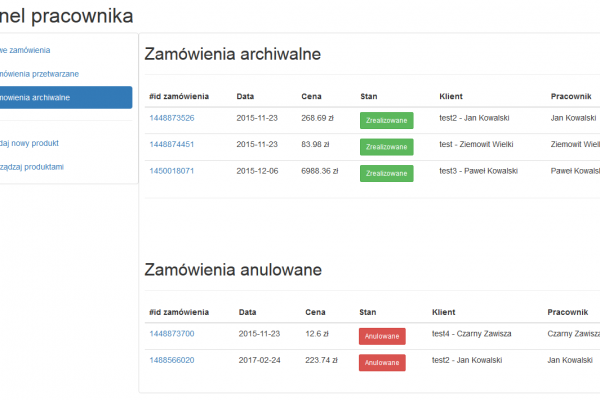 nel pracownika
we zamówienia
mówienia przetwarzane
mowienia archiwalne
daj nowy produkt
rządzaj produktami
Zamówienia archiwalne
#id zamówienia Data Cena Stan Klient Pracownik
1448873526 2015-11-23 268.69 zł Zrealizowane test2 - Jan Kowalski Jan Kowalski
1448874451 2015-11-23 83.98 zł Zrealizowane test - Ziemowit Wielki Ziemowit Wielki
1450018071 2015-12-06 6988.36 zł Zrealizowane test3 - Paweł Kowalski Paweł Kowalski
Zamówienia anulowane
#id zamówienia Data Cena Stan Klient Pracownik
1448873700 2015-11-23 12.6 zł Anulowane test4 - Czarny Zawisza Czarny Zawisza
1488566020 2017-02-24 223.74 zł Anulowane test2 - Jan Kowalski Jan Kowalski